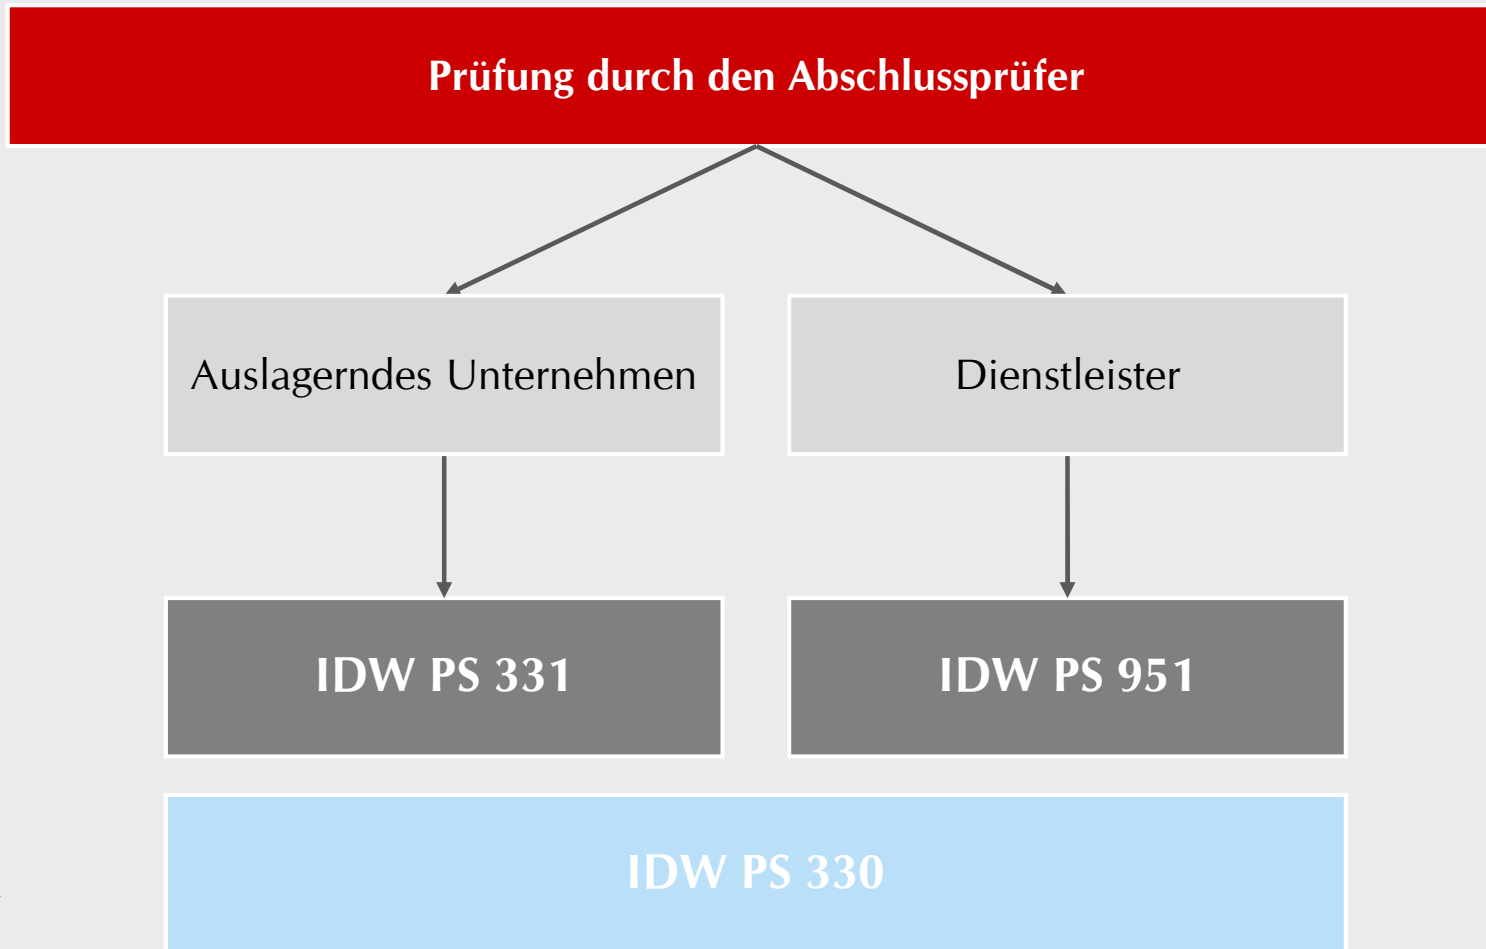 Prüfung durch den Abschlussprüfer
Auslagerndes Unternehmen
Dienstleister
IDW PS 331
IDW PS 951
IDW PS 330